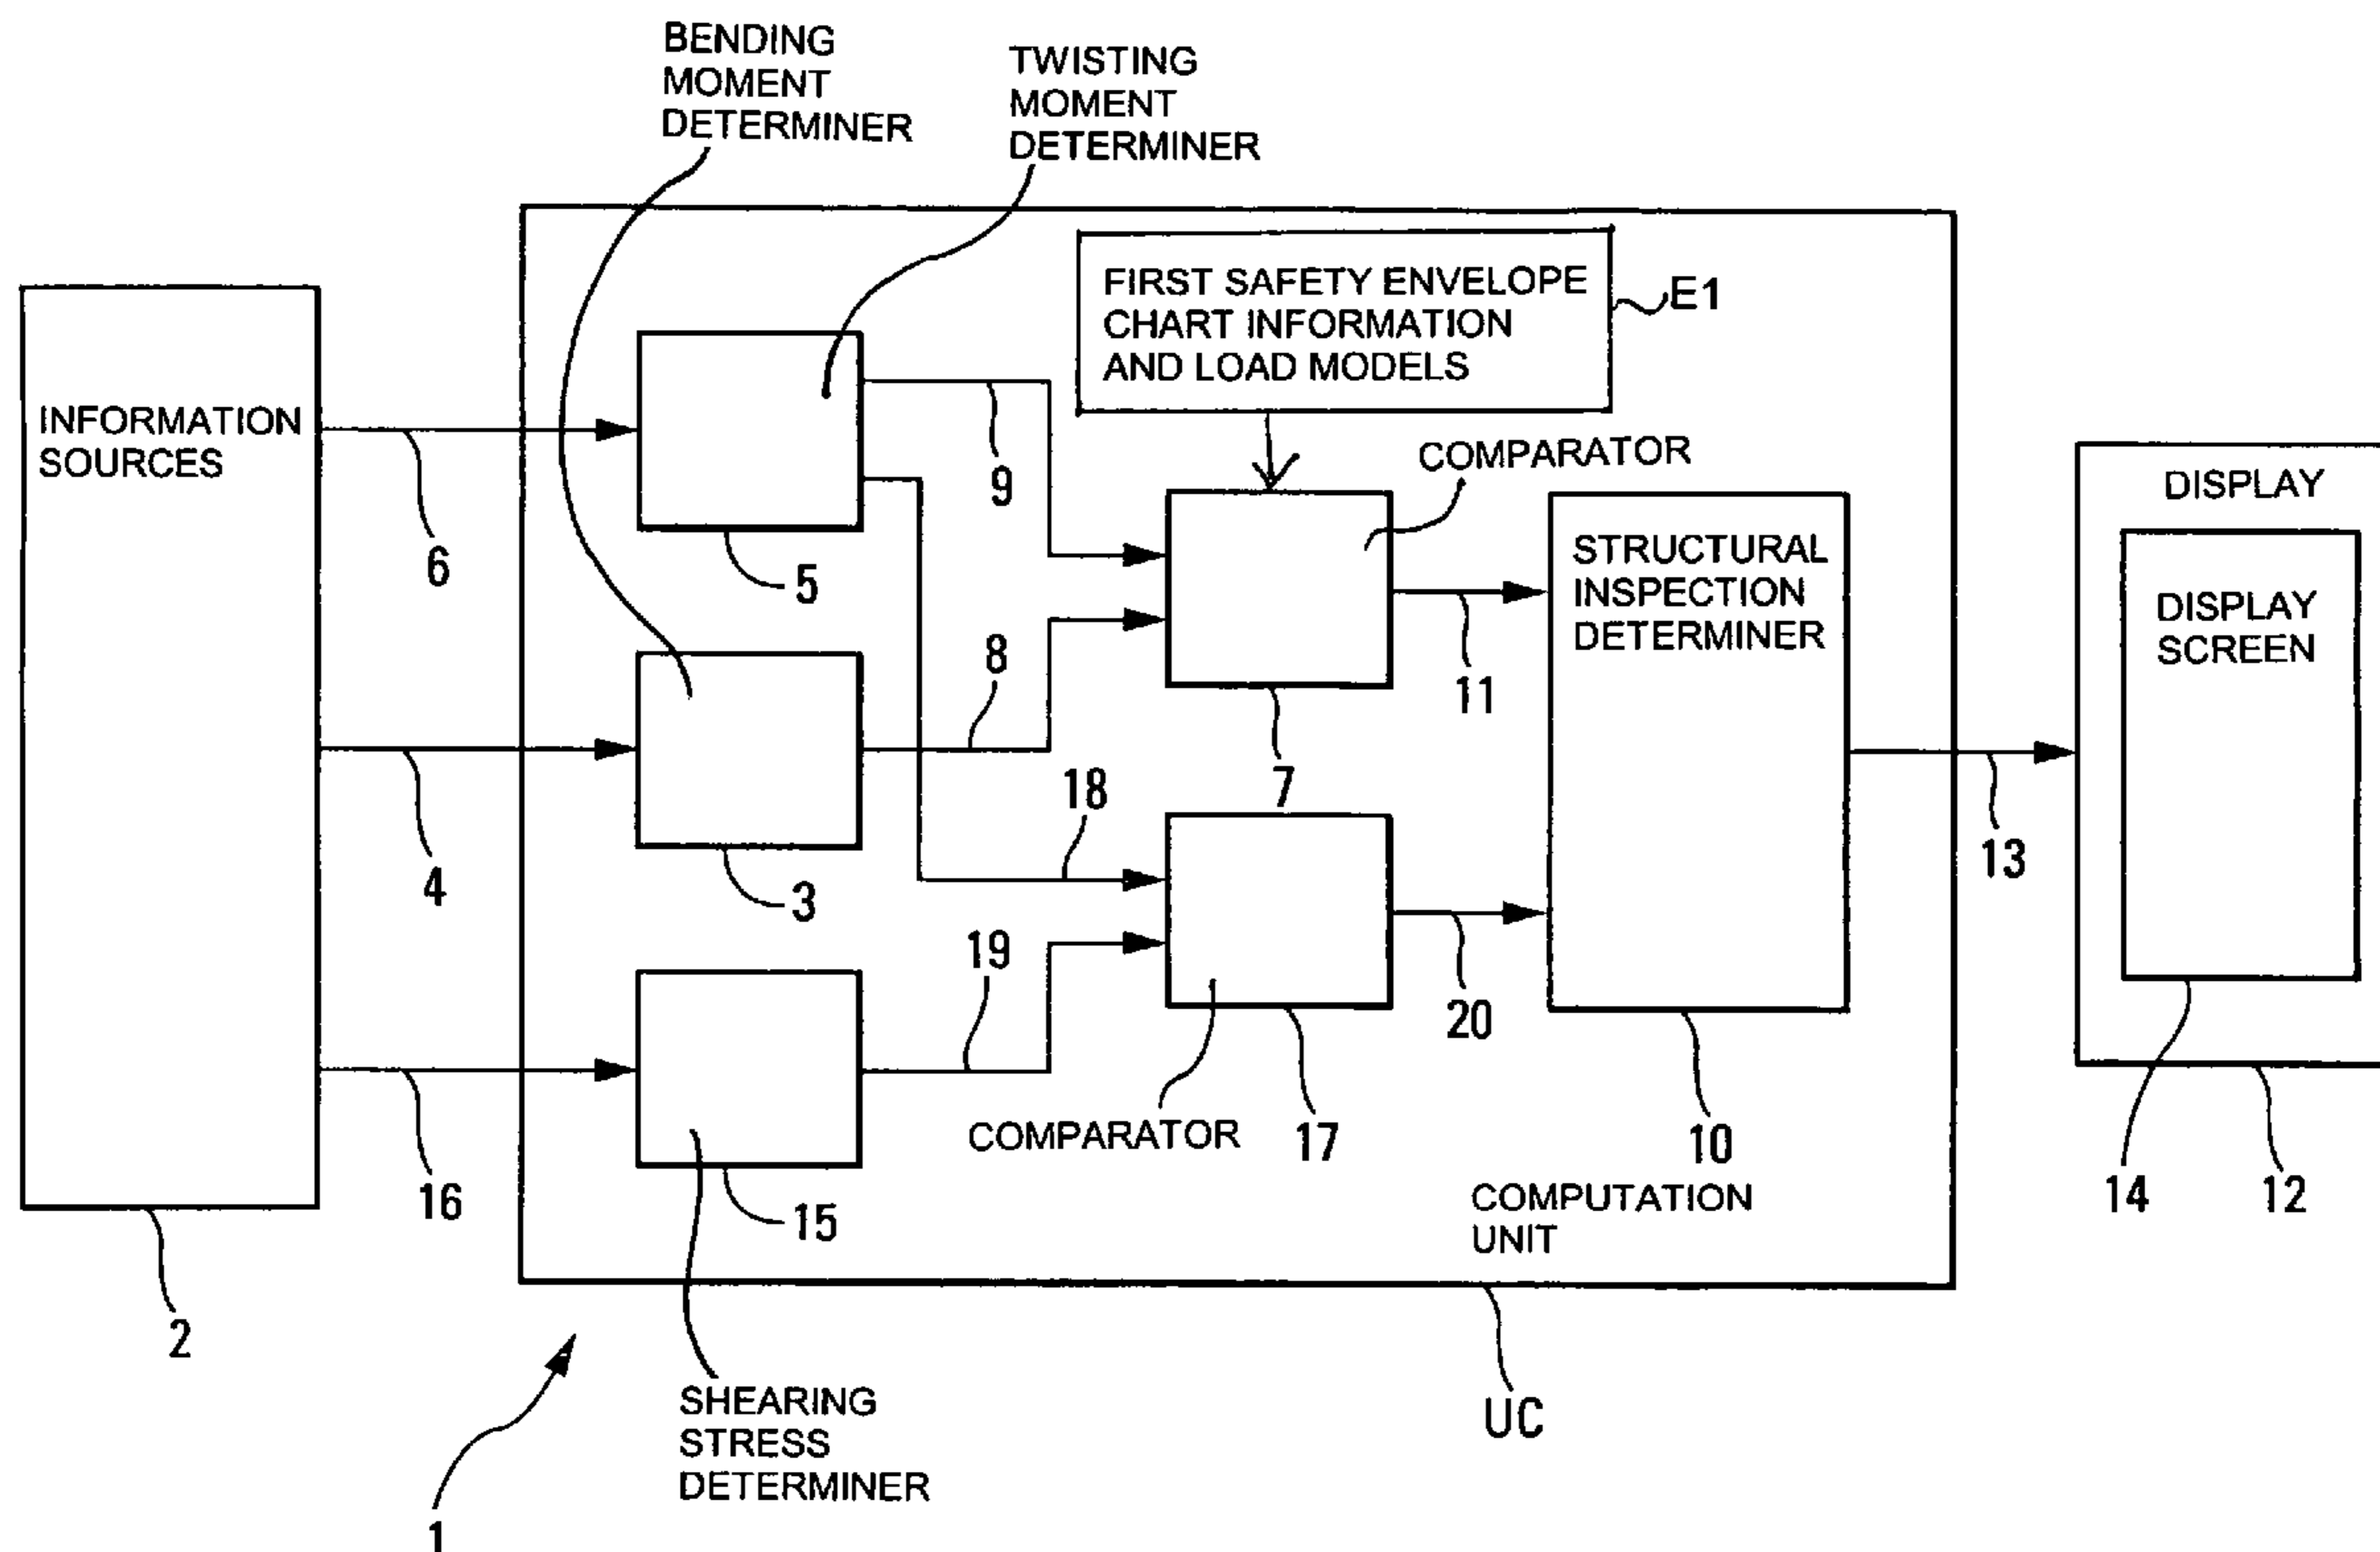 BENDING
MOMENT
DETERMINER
TWISTING
MOMENT
DETERMINER
FIRST SAFETY ENVELOPE
CHART INFORMATION
AND LOAD MODELS
E1
INFORMATION
SOURCES
COMPARATOR
DISPLAY
9
6
5
STRUCTURAL
INSPECTION
DETERMINER
DISPLAY
SCREEN
8
11
7
18
4
3
13
19
20
COMPARATOR
17
10
16
15
COMPUTATION
UNIT
14
12
2
SHEARING
STRESS
DETERMINER
UC
1